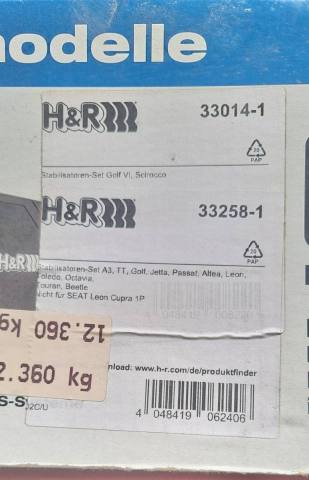 modelle
H&R 33014-1
20
PAP
Stabilisatoren-Set Golf VI, Scirocco
H&R 33258-1
20
PAP
Stabilisatoren-Set A3, TT, Golf, Jetta, Passat, Altea, Leon,
Toledo, Octavia,
Touran, Beetle
Nicht für SEAT Leon Cupra 1P
H&R
12.360 kg
2.360 kg
wnload: www.h-r.com/de/produktfinder
02C/U
4 048419 062406